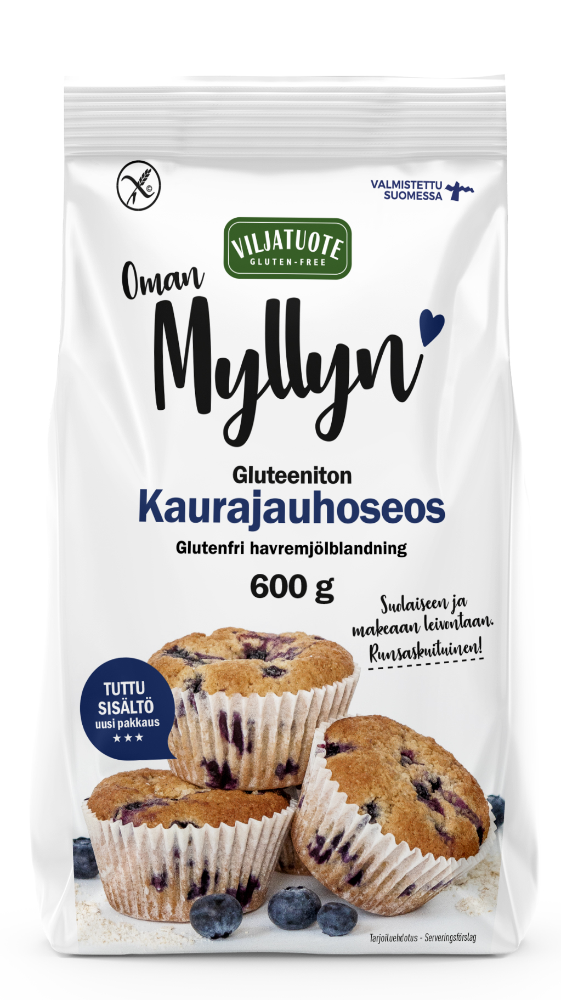 ©
VALMISTETTU
SUOMESSA
VILJATUOTE
GLUTEN-FREE
Oman
Myllyn
Gluteeniton
Kaurajauhoseos
Glutenfri havremjölblandning
600 g
Suolaiseen ja
makeaan leivontaan.
Runsaskuituinen!
TUTTU
SISÄLTÖ
uusi pakkaus
Tarjoiluehdotus - Serveringsförslag